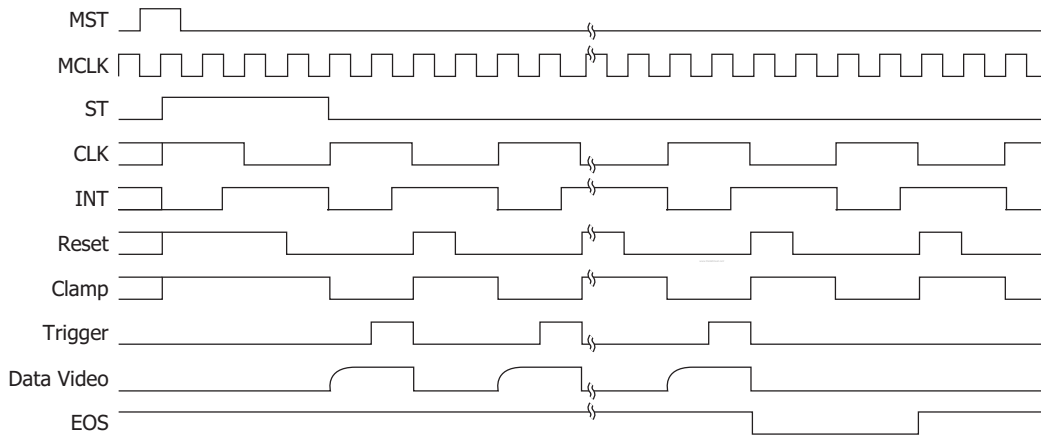 MST
MCLK
ST
CLK
INT
Reset
Clamp
Trigger
Data Video
EOS